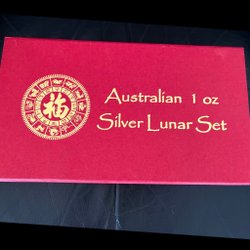 福
Australian 1 oz
Silver Lunar Set